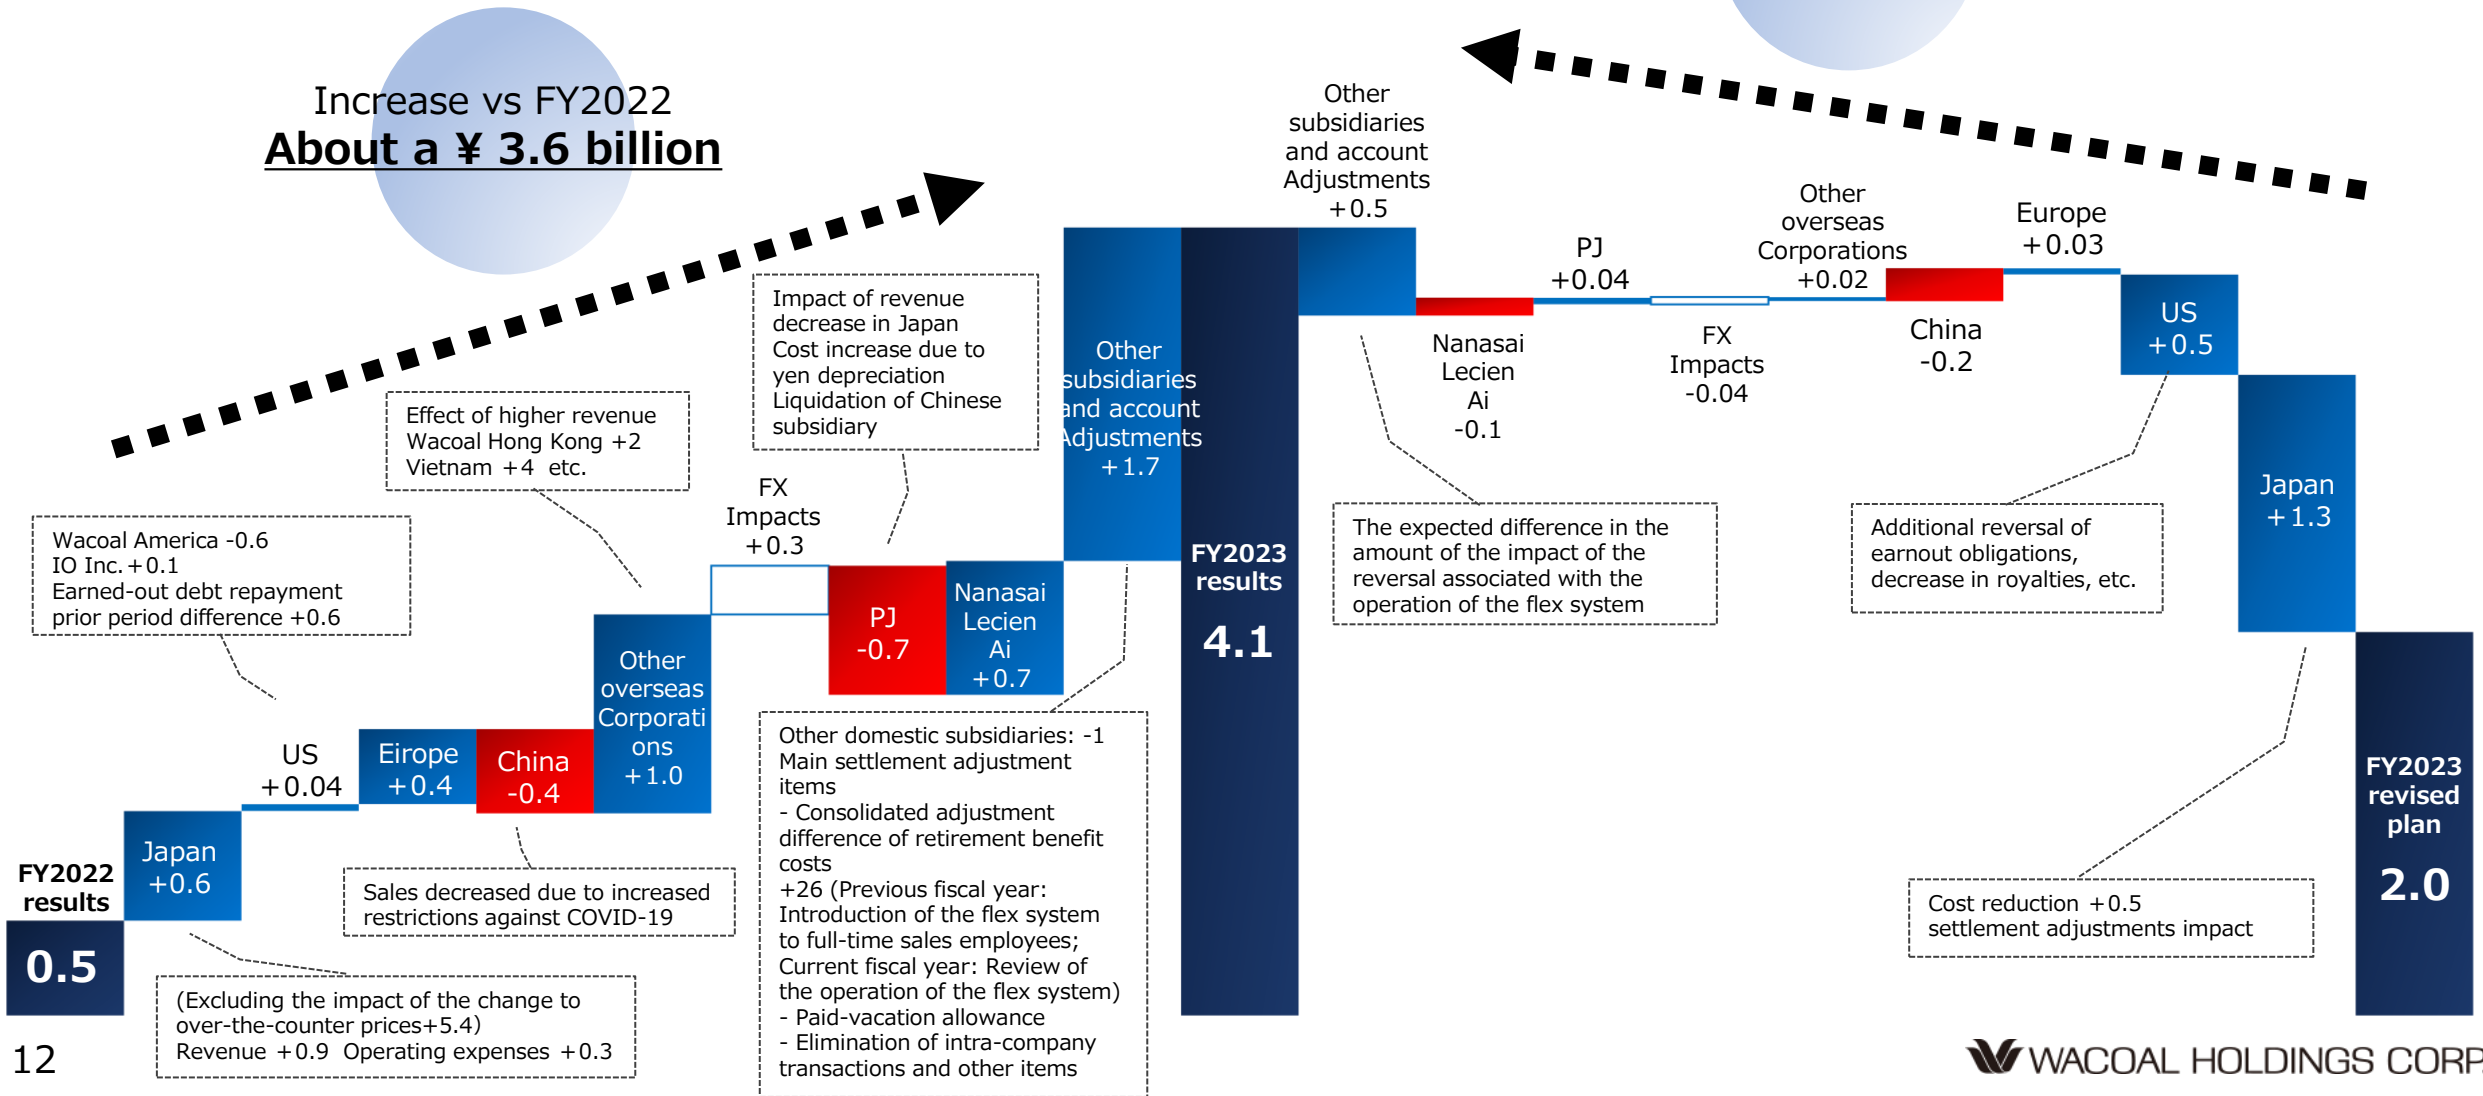 Increase vs FY2022
About a ¥ 3.6 billion
FY2022
results
0.5
Japan
+0.6
(Excluding the impact of the change to
over-the-counter prices+5.4)
Revenue +0.9 Operating expenses +0.3
US
+0.04
Wacoal America -0.6
IO Inc.+0.1
Earned-out debt repayment
prior period difference +0.6
Eirope
+0.4
China
-0.4
Sales decreased due to increased
restrictions against COVID-19
Other
overseas
Corporati
ons
+1.0
Effect of higher revenue
Wacoal Hong Kong +2
Vietnam +4 etc.
FX
Impacts
+0.3
PJ
-0.7
Impact of revenue
decrease in Japan
Cost increase due to
yen depreciation
Liquidation of Chinese
subsidiary
Nanasai
Lecien
Ai
+0.7
Other
subsidiaries
and account
Adjustments
+1.7
Other domestic subsidiaries: -1
Main settlement adjustment
items
- Consolidated adjustment
difference of retirement benefit
costs
+26 (Previous fiscal year:
Introduction of the flex system
to full-time sales employees;
Current fiscal year: Review of
the operation of the flex system)
- Paid-vacation allowance
- Elimination of intra-company
transactions and other items
FY2023
results
4.1
Other
subsidiaries
and account
Adjustments
+0.5
The expected difference in the
amount of the impact of the
reversal associated with the
operation of the flex system
Nanasai
Lecien
Ai
-0.1
PJ
+0.04
FX
Impacts
-0.04
Other
overseas
Corporations
+0.02
China
-0.2
Europe
+0.03
US
+0.5
Additional reversal of
earnout obligations,
decrease in royalties, etc.
Japan
+1.3
Cost reduction +0.5
settlement adjustments impact
FY2023
revised
plan
2.0
12
WACOAL HOLDINGS CORP.